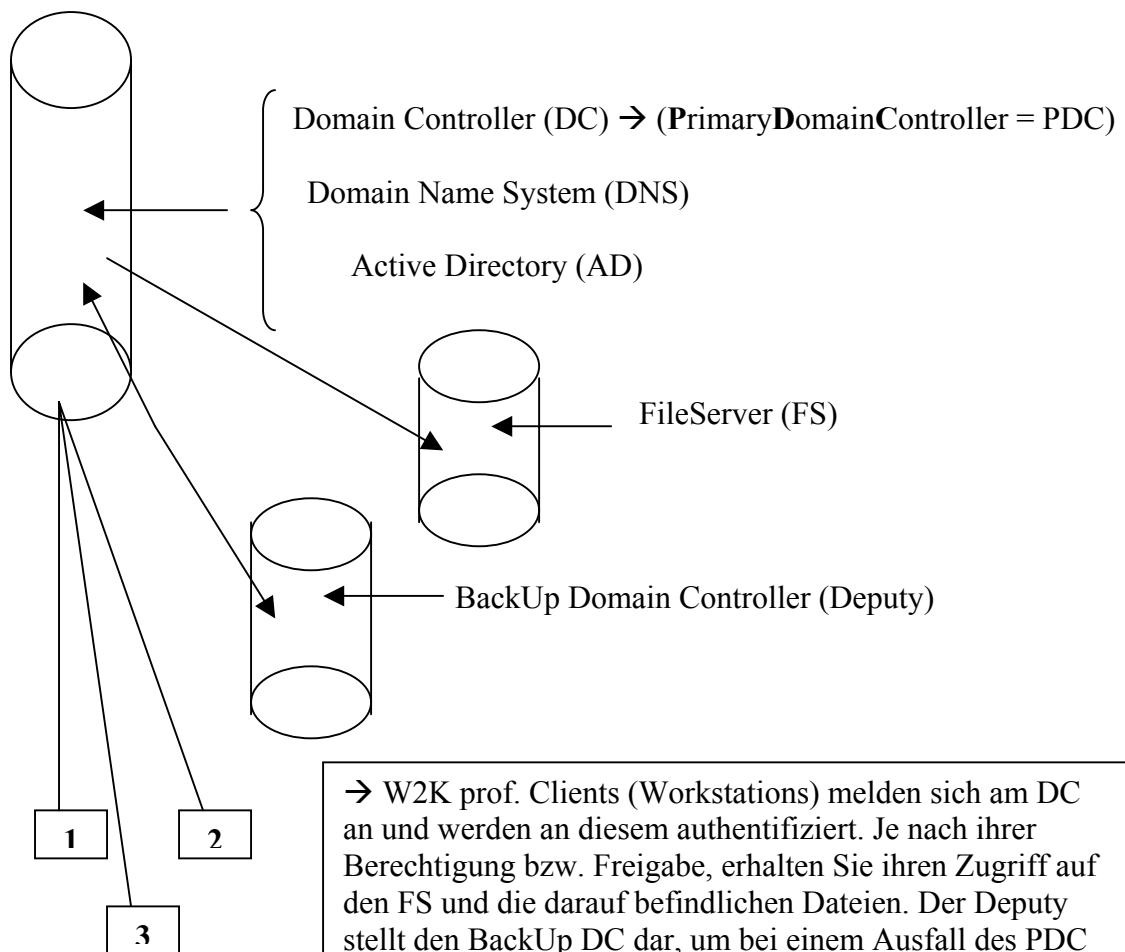 Domain Controller (DC) → (PrimaryDomainController = PDC)
Domain Name System (DNS)
Active Directory (AD)
FileServer (FS)
BackUp Domain Controller (Deputy)
→ W2K prof. Clients (Workstations) melden sich am DC
an und werden an diesem authentifiziert. Je nach ihrer
Berechtigung bzw. Freigabe, erhalten Sie ihren Zugriff auf
den FS und die darauf befindlichen Dateien. Der Deputy
stellt den BackUp DC dar, um bei einem Ausfall des PDC
1
2
3